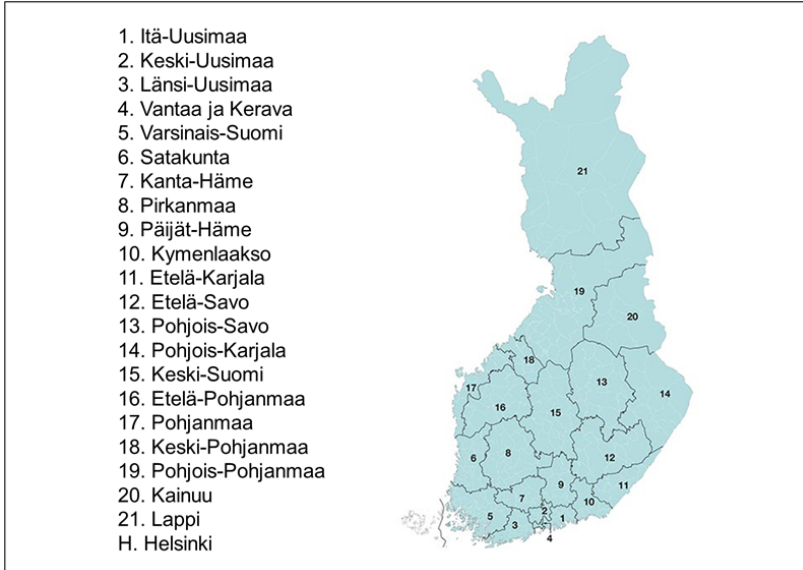 1. Itä-Uusimaa
2. Keski-Uusimaa
3. Länsi-Uusimaa
4. Vantaa ja Kerava
5. Varsinais-Suomi
6. Satakunta
7. Kanta-Häme
8. Pirkanmaa
9. Päijät-Häme
10. Kymenlaakso
11. Etelä-Karjala
12. Etelä-Savo
13. Pohjois-Savo
14. Pohjois-Karjala
15. Keski-Suomi
16. Etelä-Pohjanmaa
17. Pohjanmaa
18. Keski-Pohjanmaa
19. Pohjois-Pohjanmaa
20. Kainuu
21. Lappi
H. Helsinki
21
19
20
18
17
13
14
16
15
8
6
12
9
11
7
10
2
5
1
3
4